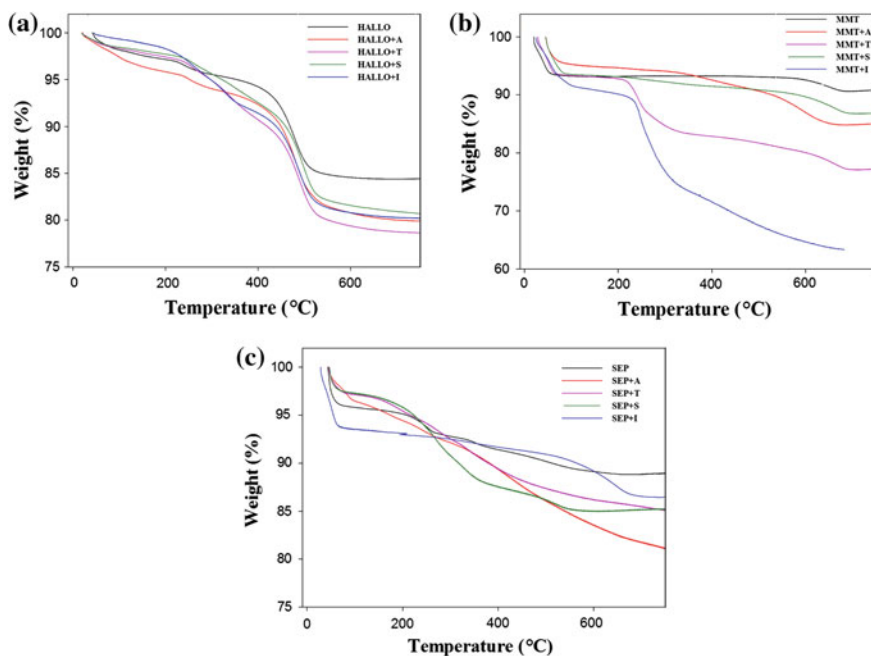 (a)
100
95
90
85
80
75
Weight (%)
0
200
400
600
Temperature (°C)
HALLO
HALLO+A
HALLO+T
HALLO+S
HALLO+I
(b)
100
90
80
70
60
Weight (%)
0
200
400
600
Temperature (°C)
MMT
MMT+A
MMT+T
MMT+S
MMT+I
(c)
100
95
90
85
80
75
Weight (%)
0
200
400
600
Temperature (°C)
SEP
SEP+A
SEP+T
SEP+S
SEP+I